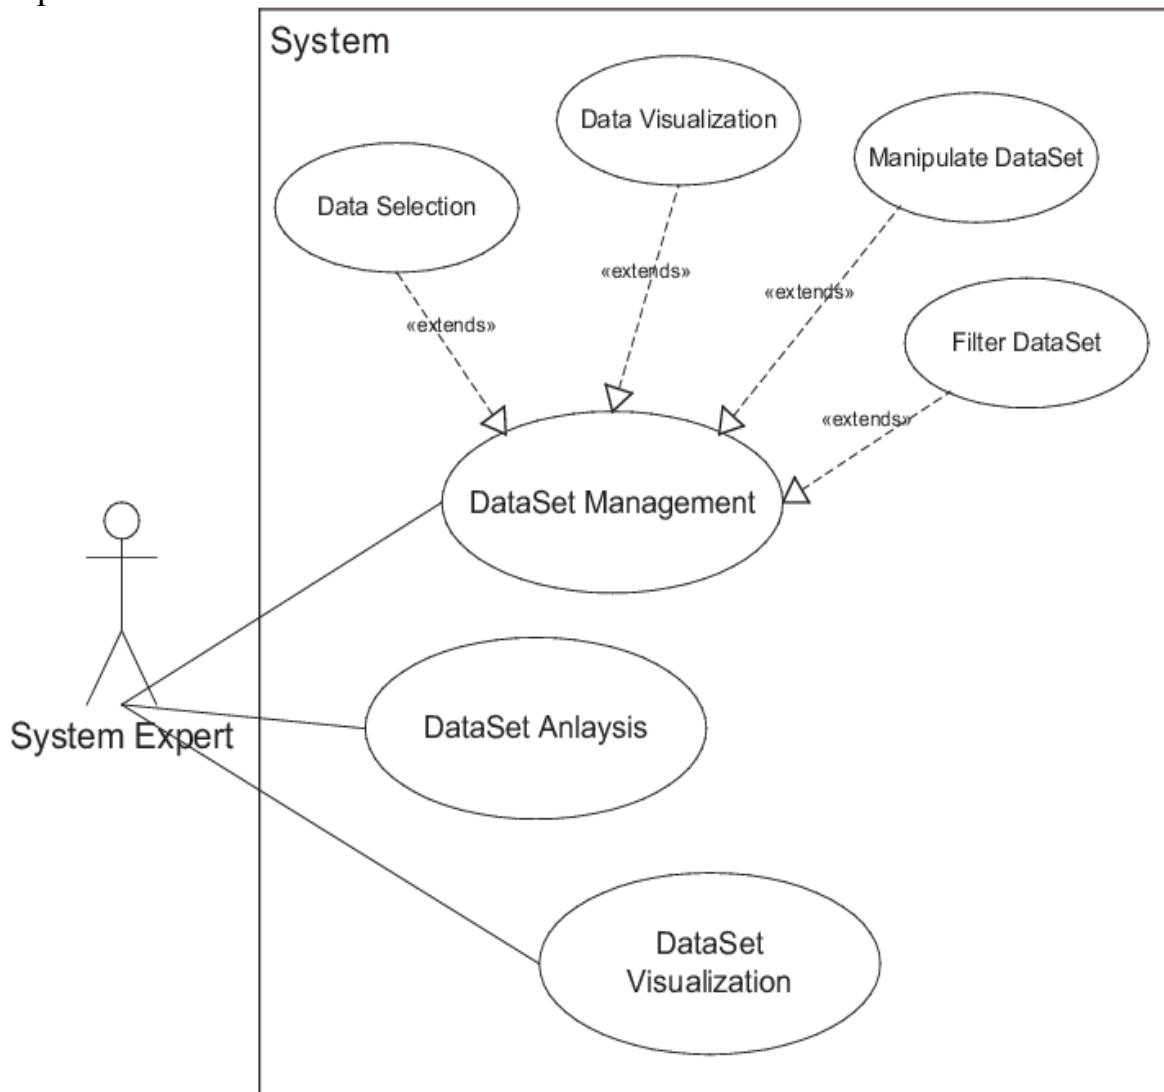 System
Data Visualization
Manipulate DataSet
Data Selection
«extends»
«extends»
«extends»
Filter DataSet
«extends»
DataSet Management
DataSet Anlaysis
System Expert
DataSet
Visualization